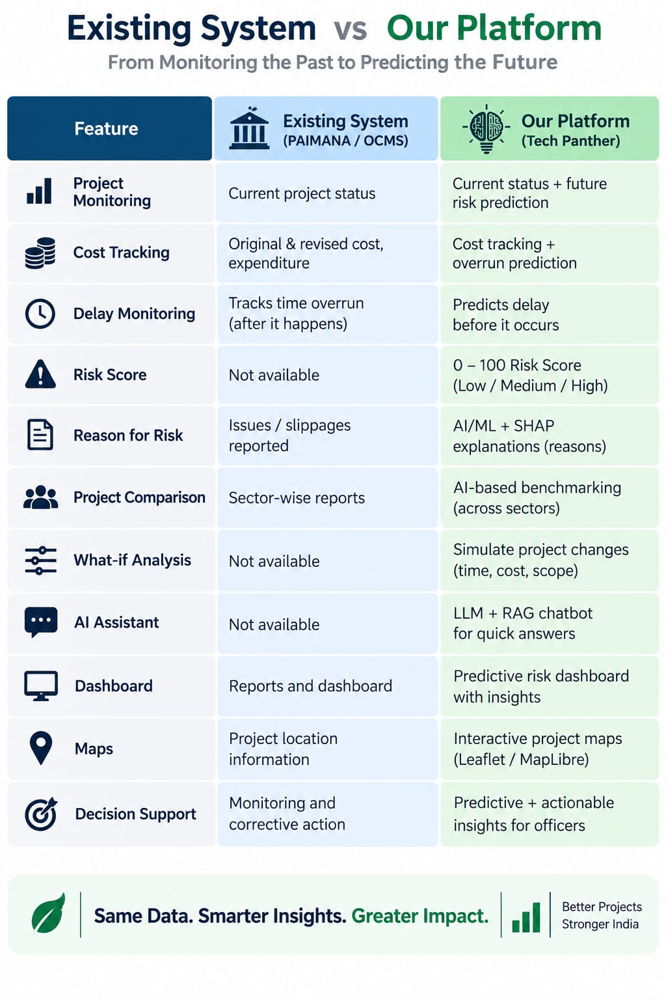 Existing System vs Our Platform
From Monitoring the Past to Predicting the Future
Feature
Existing System
(PAIMANA / OCMS)
Our Platform
(Tech Panther)
Project
Monitoring
Current project status
Current status + future
risk prediction
Cost Tracking
Original & revised cost,
expenditure
Cost tracking +
overrun prediction
Delay Monitoring
Tracks time overrun
(after it happens)
Predicts delay
before it occurs
Risk Score
Not available
0 – 100 Risk Score
(Low / Medium / High)
Reason for Risk
Issues / slippages
reported
AI/ML + SHAP
explanations (reasons)
Project Comparison
Sector-wise reports
AI-based benchmarking
(across sectors)
What-if Analysis
Not available
Simulate project changes
(time, cost, scope)
AI Assistant
Not available
LLM + RAG chatbot
for quick answers
Dashboard
Reports and dashboard
Predictive risk dashboard
with insights
Maps
Project location
information
Interactive project maps
(Leaflet / MapLibre)
Decision Support
Monitoring and
corrective action
Predictive + actionable
insights for officers
Same Data. Smarter Insights. Greater Impact.
Better Projects
Stronger India